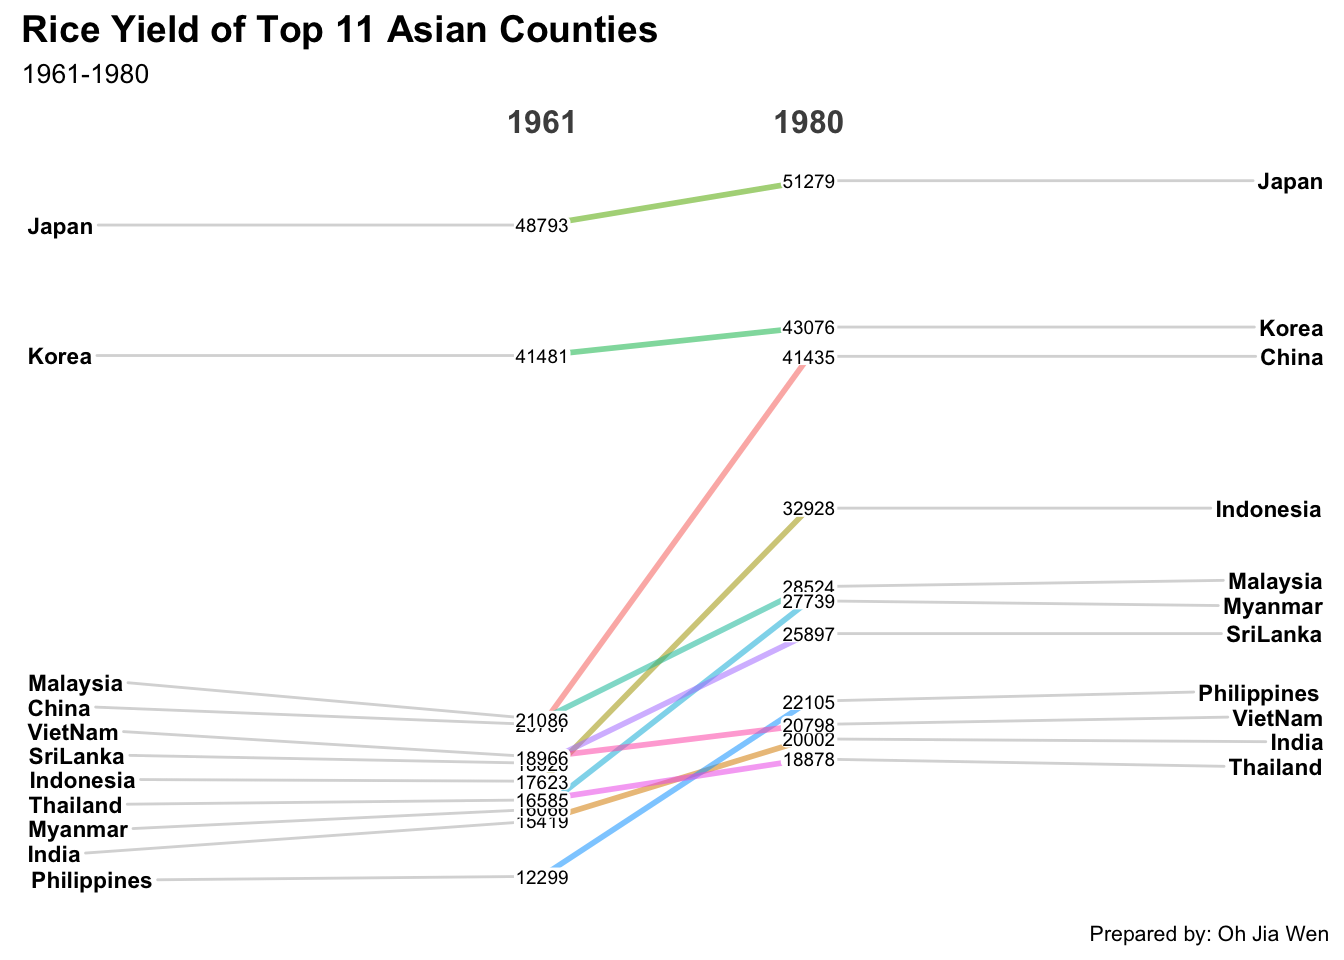 Rice Yield of Top 11 Asian Counties
1961-1980
1961 1980
51279 Japan
Japan 48793
43076 Korea
Korea 41481 41435 China
32928 Indonesia
28524 Malaysia
27739 Myanmar
25897 SriLanka
Malaysia 21086
22105 Philippines
China
20798 VietNam
VietNam 18966
20002 India
SriLanka
18878 Thailand
Indonesia 17623
Thailand 16585
Myanmar 16066
India 15419
Philippines 12299
Prepared by: Oh Jia Wen